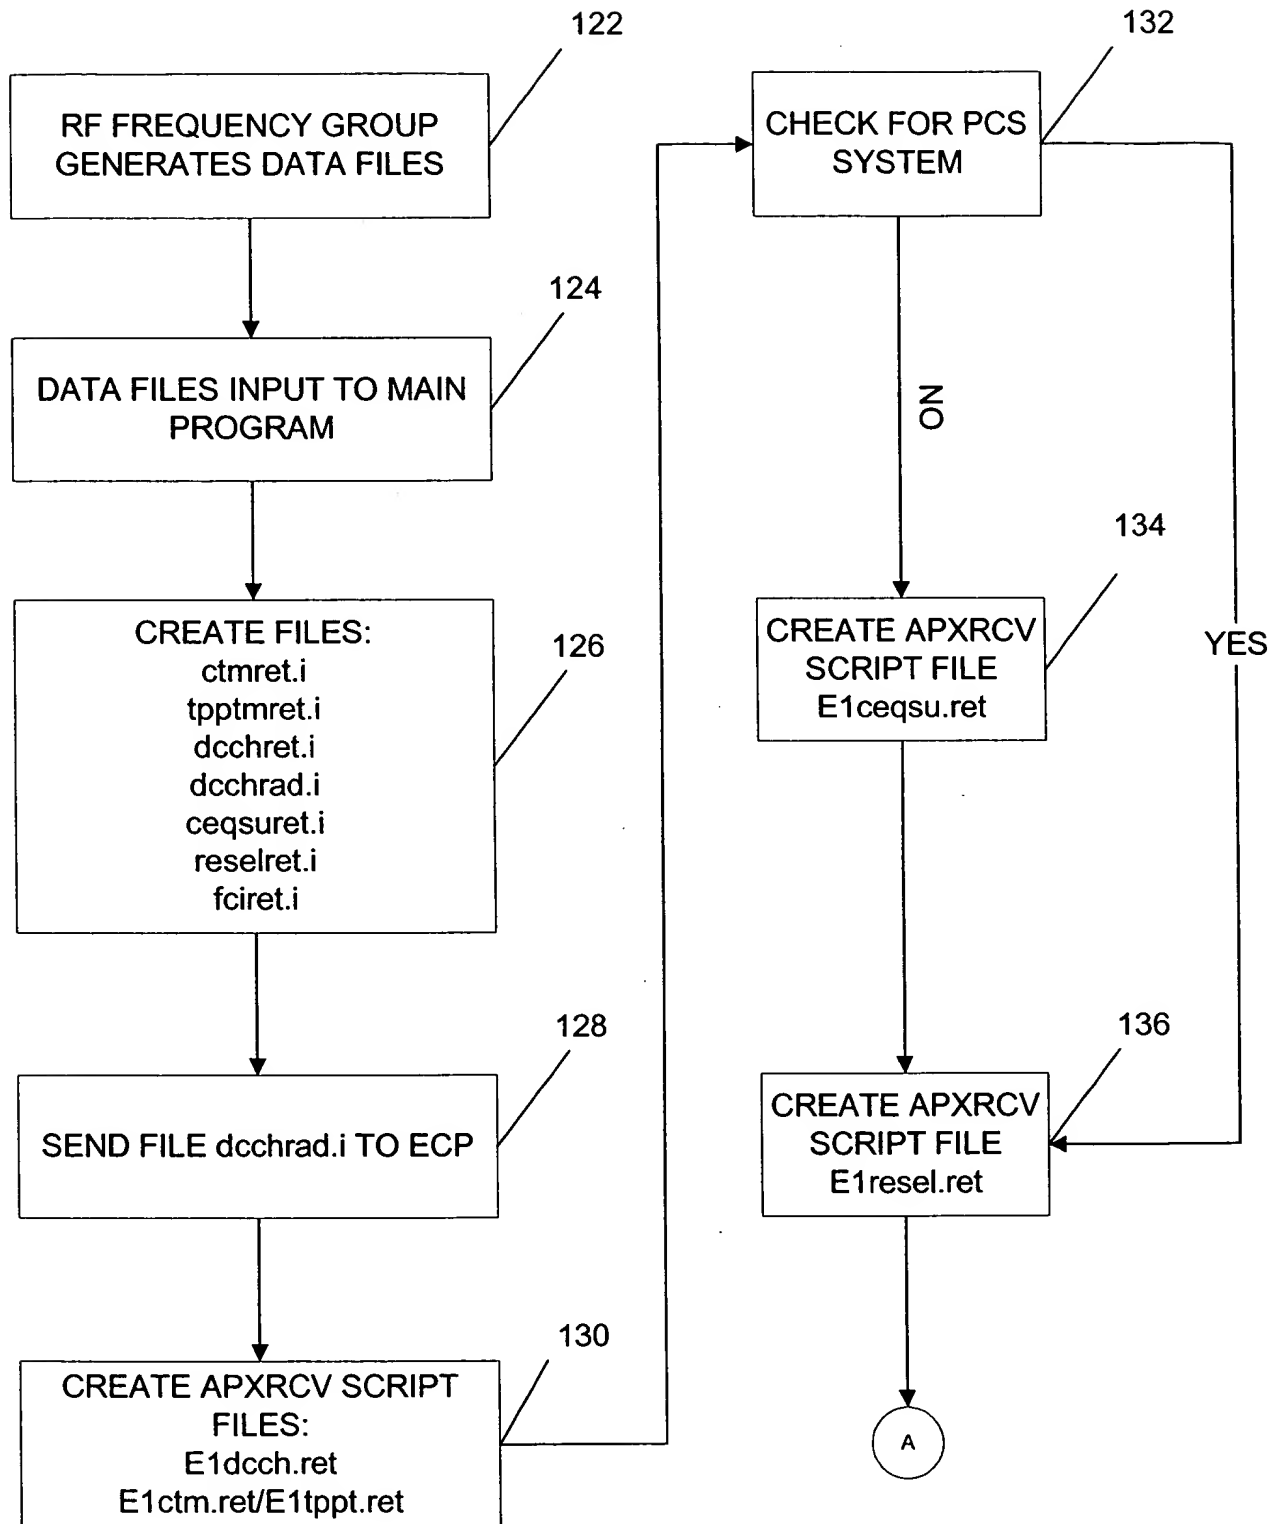 122
RF FREQUENCY GROUP
GENERATES DATA FILES
124
DATA FILES INPUT TO MAIN
PROGRAM
126
CREATE FILES:
ctmret.i
tpptmret.i
dcchret.i
dcchrad.i
ceqsuret.i
reselret.i
fciret.i
128
SEND FILE dcchrad.i TO ECP
130
CREATE APXRCV SCRIPT
FILES:
E1dcch.ret
E1ctm.ret/E1tppt.ret
132
CHECK FOR PCS
SYSTEM
NO
YES
134
CREATE APXRCV
SCRIPT FILE
E1ceqsu.ret
136
CREATE APXRCV
SCRIPT FILE
E1resel.ret
A